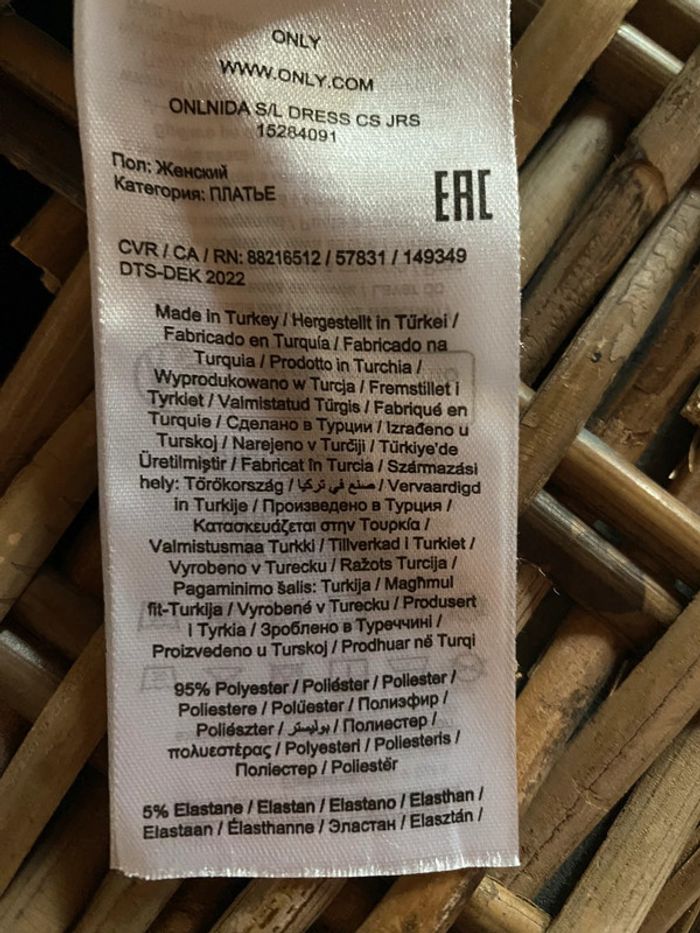 ONLY
WWW.ONLY.COM
ONLNIDA S/L DRESS CS JRS
15284091
Пол: Женский
Категория: ПЛАТЬЕ
EAC
CVR / CA / RN: 88216512 / 57831 / 149349
DTS-DEK 2022
Made in Turkey / Hergestellt in Tűrkei /
Fabricado en Turquía / Fabricado na
Turquia / Prodotto in Turchia /
Wyprodukowano w Turcja / Fremstillet i
Tyrkiet / Valmistatud Türgis / Fabriqué en
Turquie / Сделано в Турции / Izrađeno u
Turskoj / Narejeno v Turčiji / Türkiye'de
Üretilmiştir / Fabricat în Turcia / Származási
hely: Törökország / صنع في تركيا / Vervaardigd
in Turkije / Произведено в Турция /
Κατασκευάζεται στην Τουρκία /
Valmistusmaa Turkki / Tillverkad i Turkiet /
Vyrobeno v Turecku / Ražots Turcija /
Pagaminimo šalis: Turkija / Magħmul
fit-Turkija / Vyrobené v Turecku / Produsert
i Tyrkia / Зроблено в Туреччині /
Proizvedeno u Turskoj / Prodhuar në Turqi
95% Polyester / Poliéster / Poliester /
Poliestere / Polüester / Полиэфир /
Poliészter / بوليستر / Полиестер /
πολυεστέρας / Polyesteri / Poliesteris /
Поліестер / Poliestër
5% Elastane / Elastan / Elastano / Elasthan /
Elastaan / Élasthanne / Эластан / Elasztán /